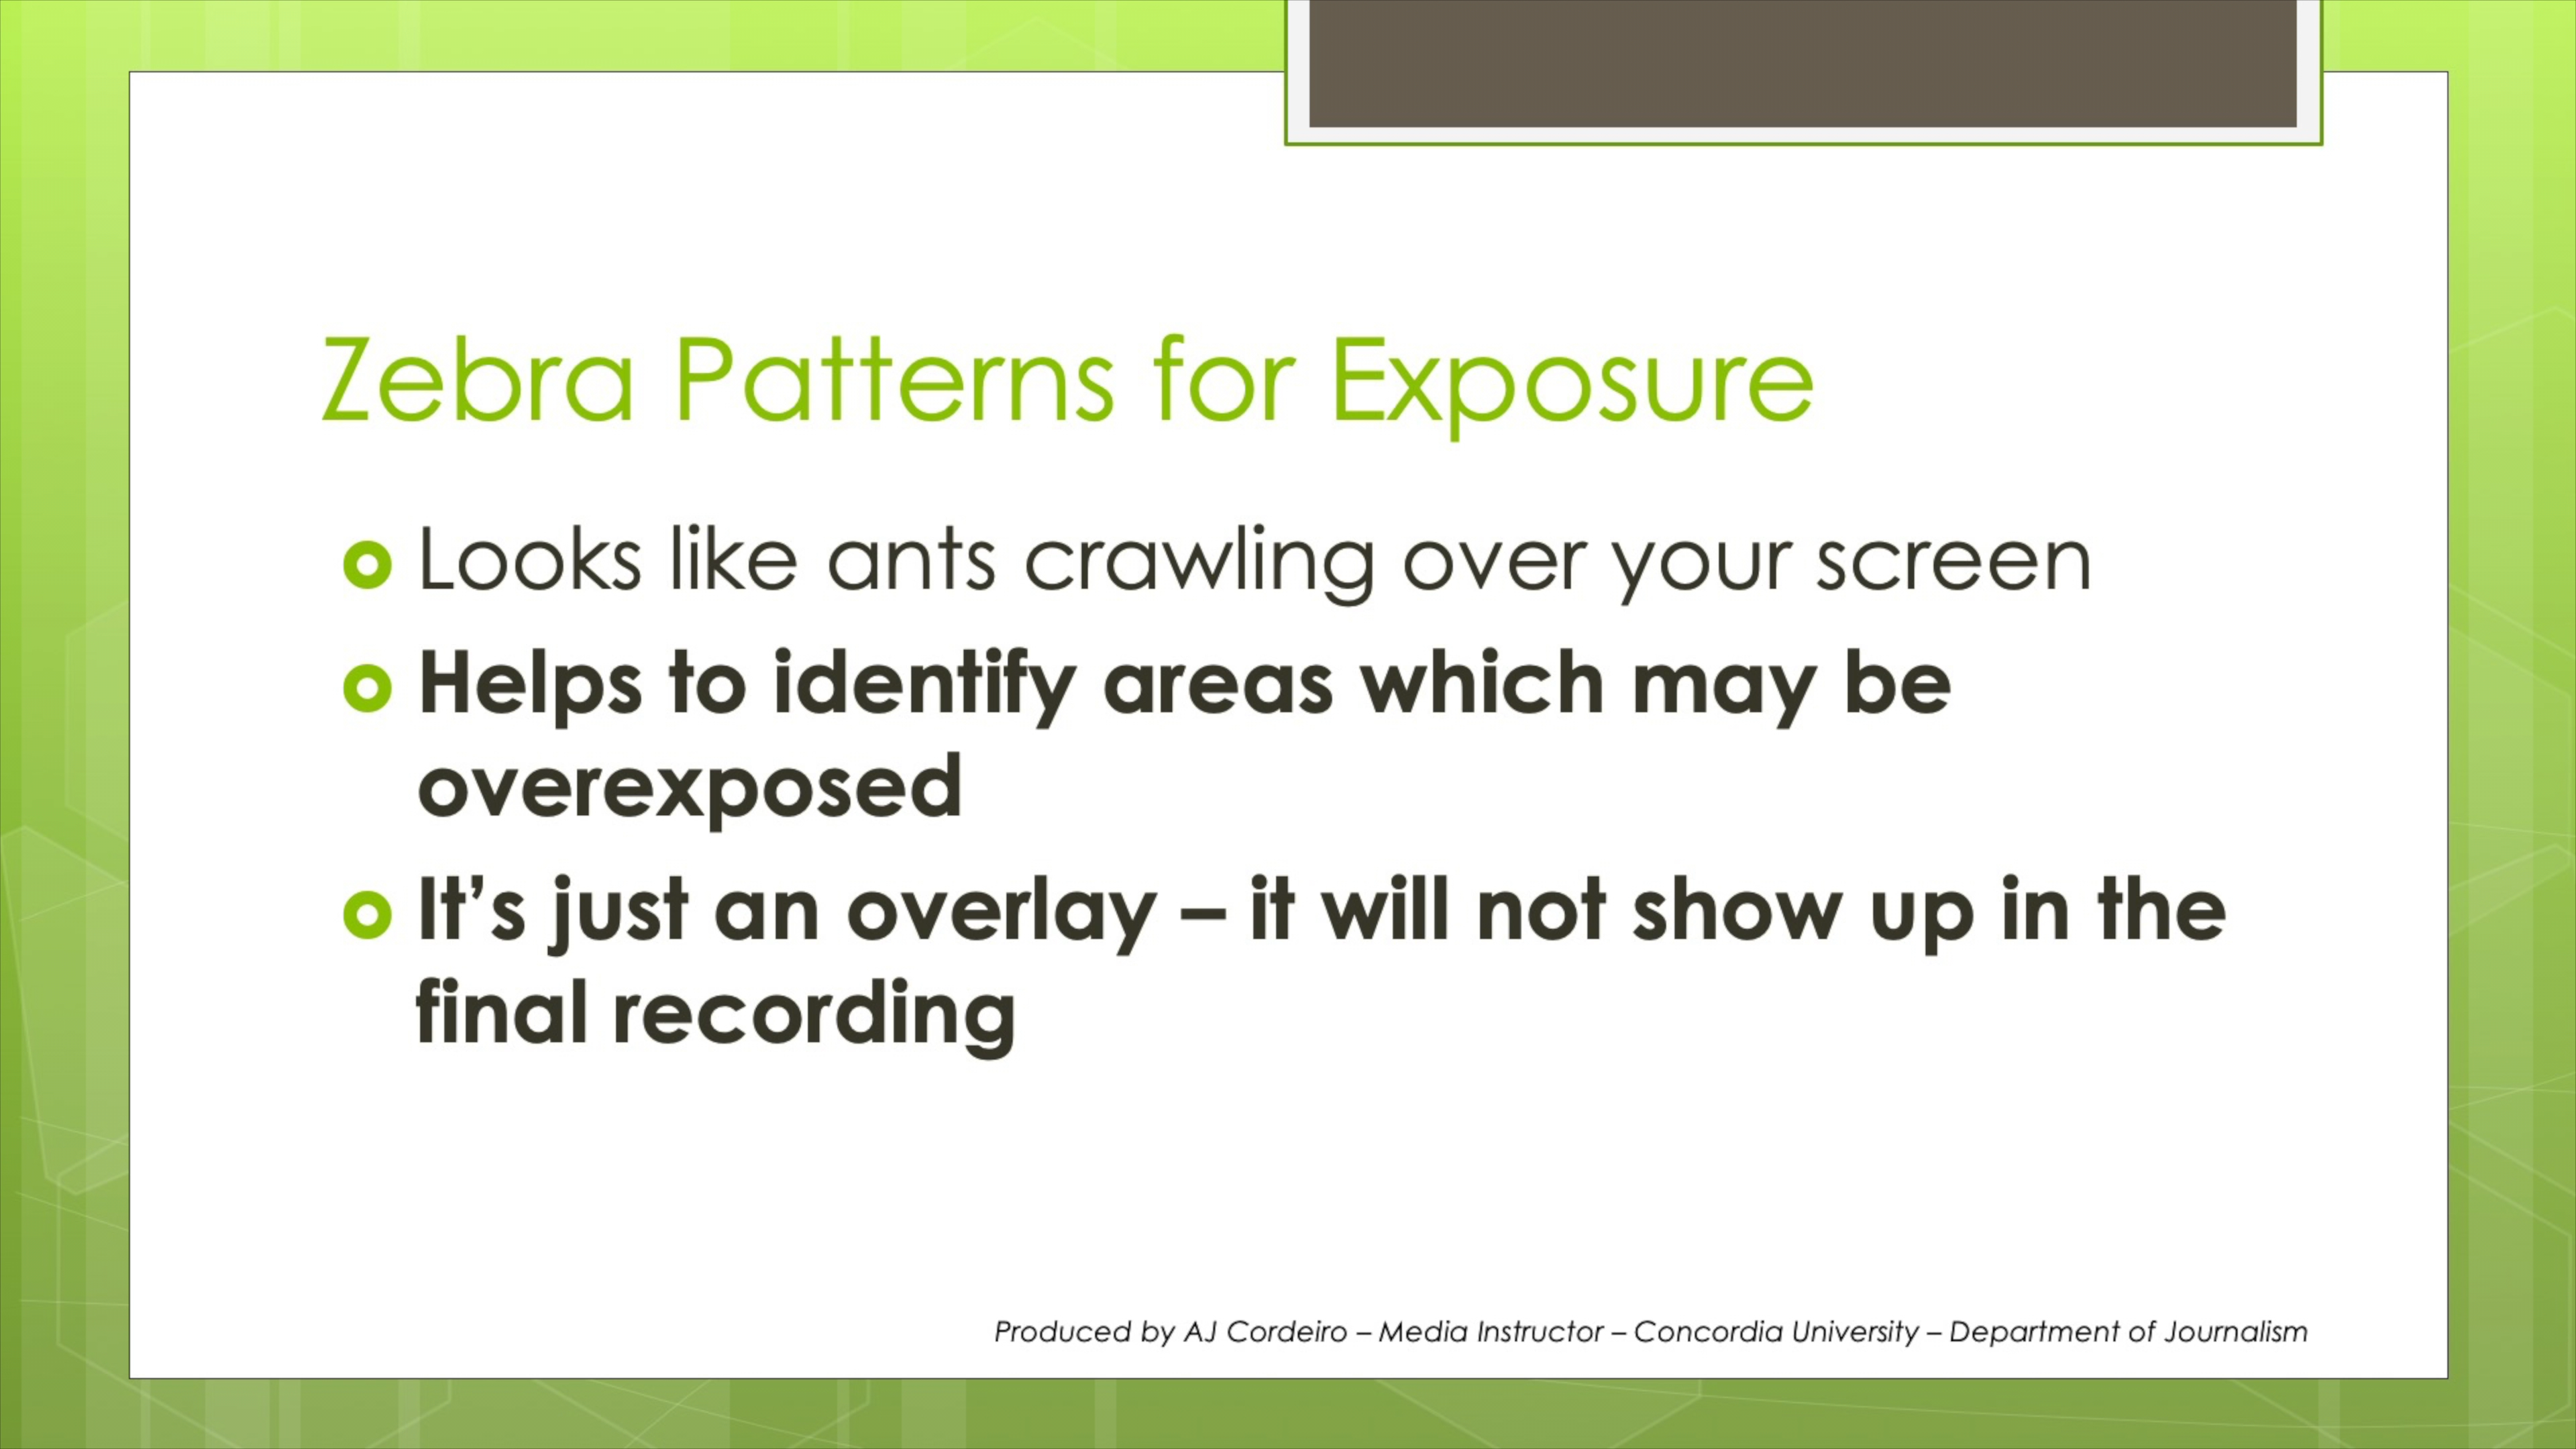 Zebra Patterns for Exposure
Looks like ants crawling over your screen
Helps to identify areas which may be
overexposed
It’s just an overlay – it will not show up in the
final recording
Produced by AJ Cordeiro – Media Instructor – Concordia University – Department of Journalism